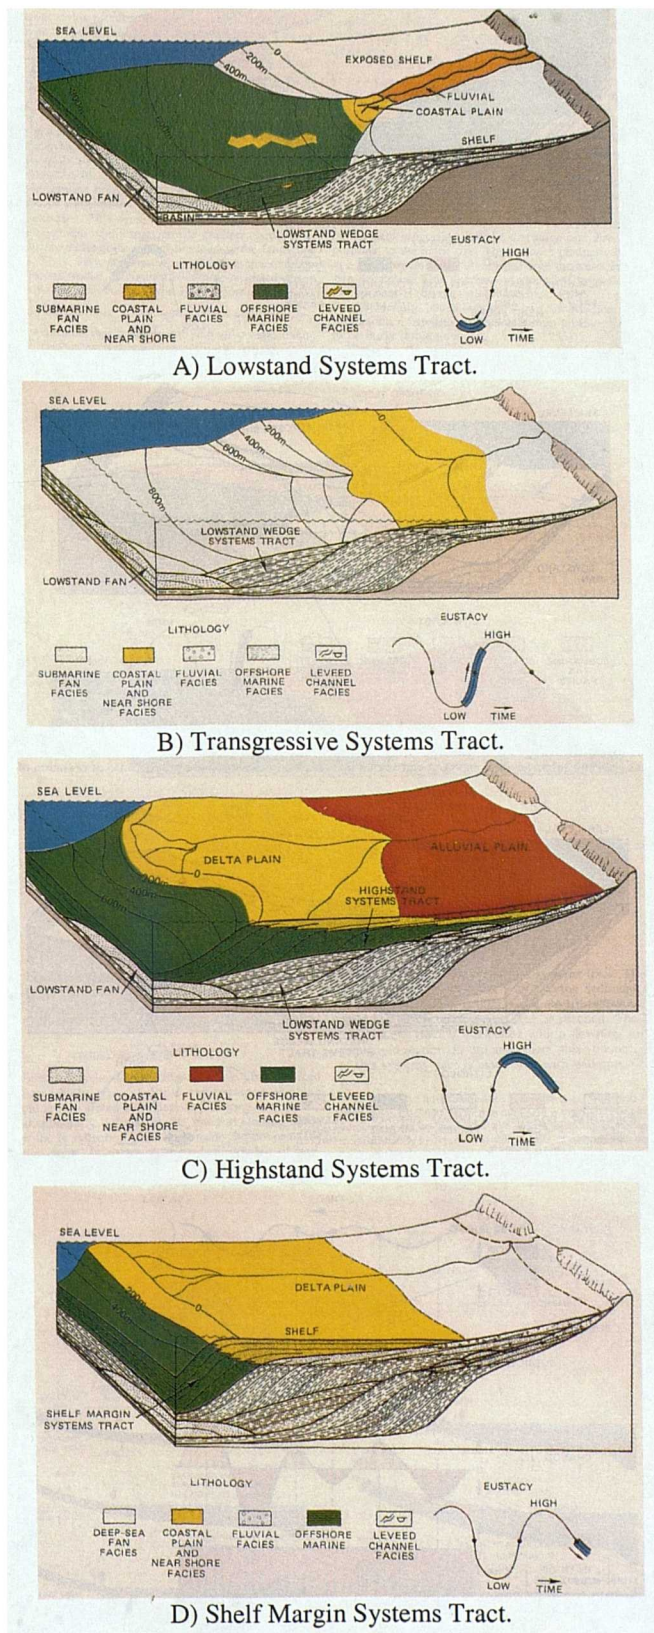 SEA LEVEL
0
200m
400m
EXPOSED SHELF
FLUVIAL
COASTAL PLAIN
SHELF
LOWSTAND FAN
BASIN
LOWSTAND WEDGE
SYSTEMS TRACT
EUSTACY
HIGH
LOW
TIME
LITHOLOGY
SUBMARINE
FAN
FACIES
COASTAL
PLAIN
AND
NEAR SHORE
FLUVIAL
FACIES
OFFSHORE
MARINE
FACIES
LEVEED
CHANNEL
FACIES
A) Lowstand Systems Tract.
SEA LEVEL
0
200m
400m
600m
800m
LOWSTAND WEDGE
SYSTEMS TRACT
LOWSTAND FAN
EUSTACY
HIGH
LOW
TIME
LITHOLOGY
SUBMARINE
FAN
FACIES
COASTAL
PLAIN
AND
NEAR SHORE
FACIES
FLUVIAL
FACIES
OFFSHORE
MARINE
FACIES
LEVEED
CHANNEL
FACIES
B) Transgressive Systems Tract.
SEA LEVEL
DELTA PLAIN
ALLUVIAL PLAIN
0
200m
400m
600m
HIGHSTAND
SYSTEMS TRACT
LOWSTAND FAN
LOWSTAND WEDGE
SYSTEMS TRACT
EUSTACY
HIGH
LOW
TIME
LITHOLOGY
SUBMARINE
FAN
FACIES
COASTAL
PLAIN
AND
NEAR SHORE
FACIES
FLUVIAL
FACIES
OFFSHORE
MARINE
FACIES
LEVEED
CHANNEL
FACIES
C) Highstand Systems Tract.
SEA LEVEL
DELTA PLAIN
200m
0
SHELF
SHELF MARGIN
SYSTEMS TRACT
LITHOLOGY
EUSTACY
HIGH
LOW
TIME
DEEP-SEA
FAN
FACIES
COASTAL
PLAIN
AND
NEAR SHORE
FACIES
FLUVIAL
FACIES
OFFSHORE
MARINE
LEVEED
CHANNEL
FACIES
D) Shelf Margin Systems Tract.